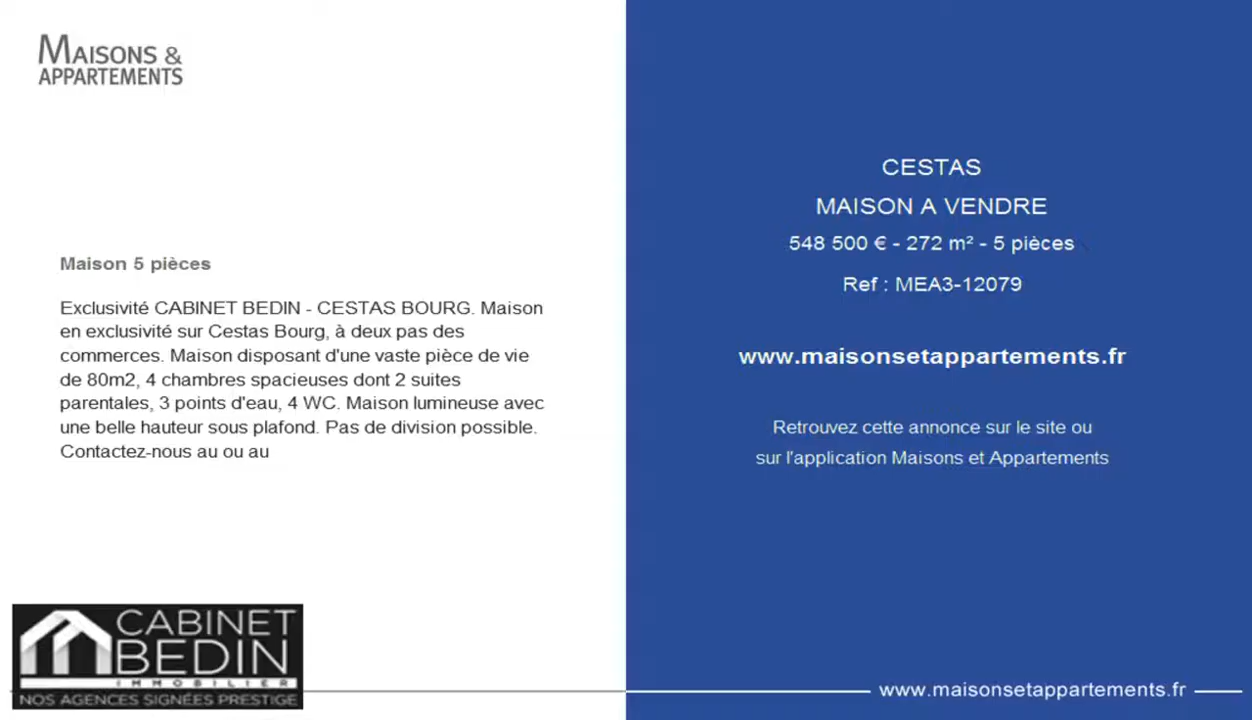 MAISONS &
APPARTEMENTS
Maison 5 pièces
Exclusivité CABINET BEDIN - CESTAS BOURG. Maison
en exclusivité sur Cestas Bourg, à deux pas des
commerces. Maison disposant d'une vaste pièce de vie
de 80m2, 4 chambres spacieuses dont 2 suites
parentales, 3 points d'eau, 4 WC. Maison lumineuse avec
une belle hauteur sous plafond. Pas de division possible.
Contactez-nous au ou au
CABINET
BEDIN
IMMOBILIER
NOS AGENCES SIGNÉES PRESTIGE
CESTAS
MAISON A VENDRE
548 500 € - 272 m² - 5 pièces
Ref : MEA3-12079
www.maisonsetappartements.fr
Retrouvez cette annonce sur le site ou
sur l'application Maisons et Appartements
www.maisonsetappartements.fr